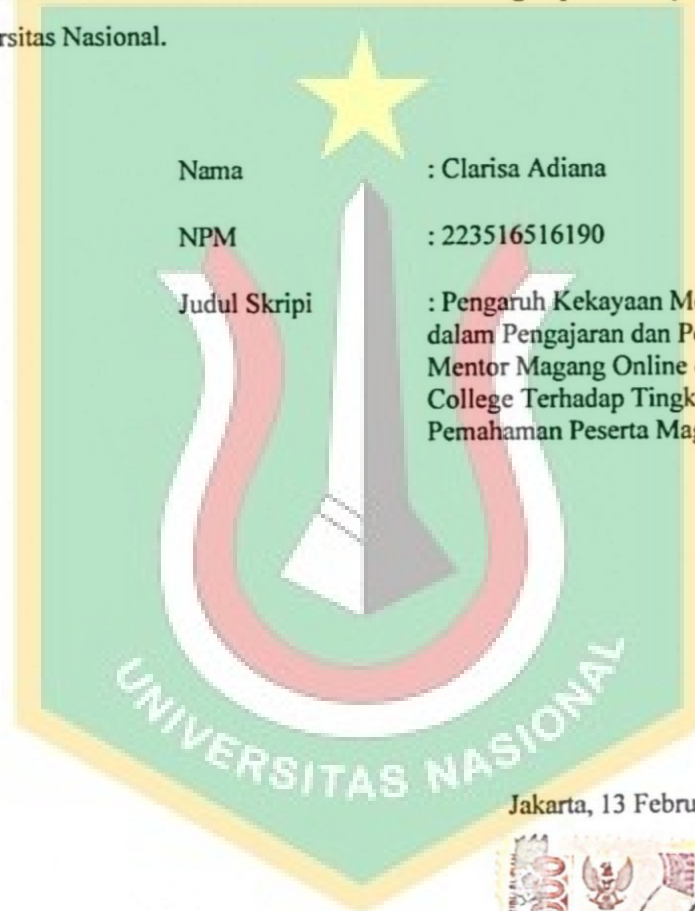 rsitas Nasional.
Nama : Clarisa Adiana
NPM : 223516516190
Judul Skripi : Pengaruh Kekayaan M
dalam Pengajaran dan P
Mentor Magang Online
College Terhadap Tingk
Pemahaman Peserta Ma
UNIVERSITAS NASIONAL
Jakarta, 13 Febru